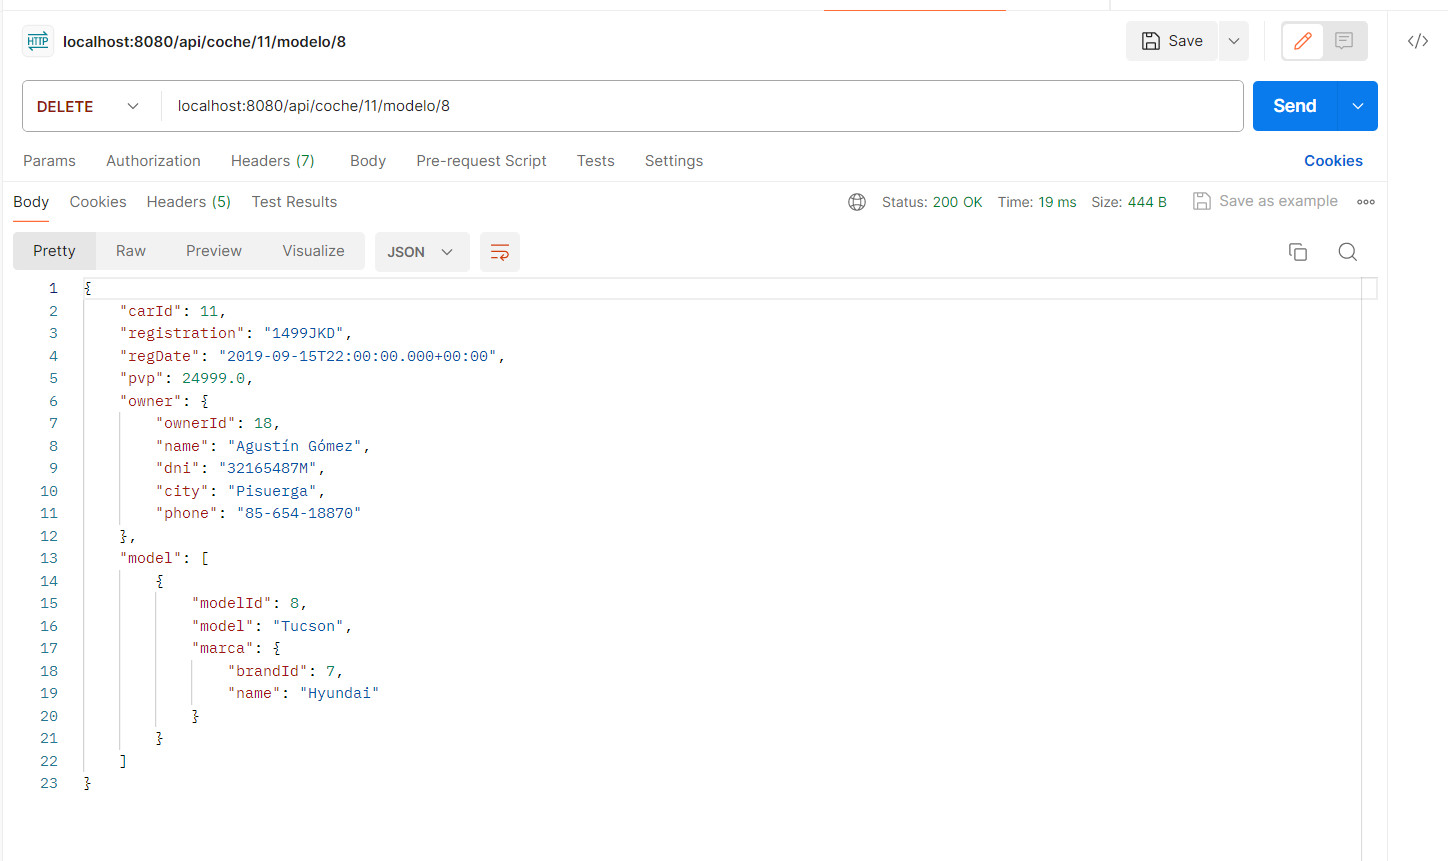 HTTP localhost:8080/api/coche/11/modelo/8 Save </>
DELETE localhost:8080/api/coche/11/modelo/8 Send
Params Authorization Headers (7) Body Pre-request Script Tests Settings Cookies
Body Cookies Headers (5) Test Results Status: 200 OK Time: 19 ms Size: 444 B Save as example
Pretty Raw Preview Visualize JSON
1 {
2 "carId": 11,
3 "registration": "1499JKD",
4 "regDate": "2019-09-15T22:00:00.000+00:00",
5 "pvp": 24999.0,
6 "owner": {
7 "ownerId": 18,
8 "name": "Agustín Gómez",
9 "dni": "32165487M",
10 "city": "Pisuerga",
11 "phone": "85-654-18870"
12 },
13 "model": [
14 {
15 "modelId": 8,
16 "model": "Tucson",
17 "marca": {
18 "brandId": 7,
19 "name": "Hyundai"
20 }
21 }
22 ]
23 }